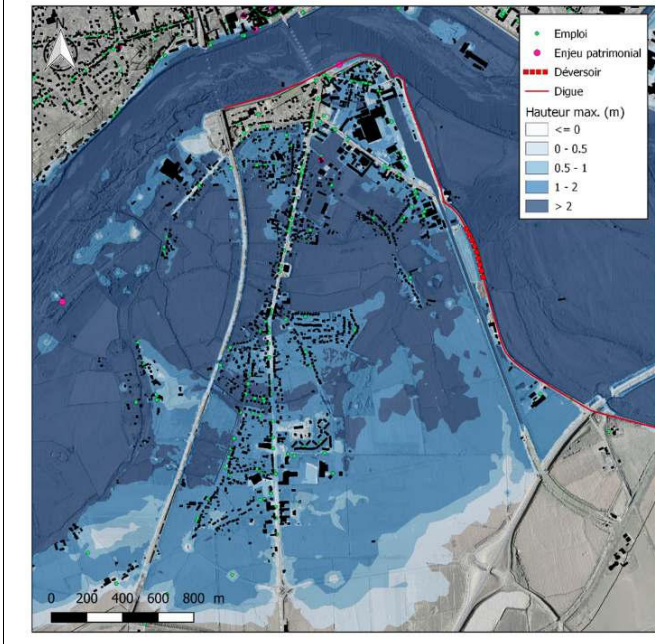 Emploi
Enjeu patrimonial
Déversoir
Digue
Hauteur max. (m)
<= 0
0 - 0.5
0.5 - 1
1 - 2
> 2
N
0 200 400 600 800 m